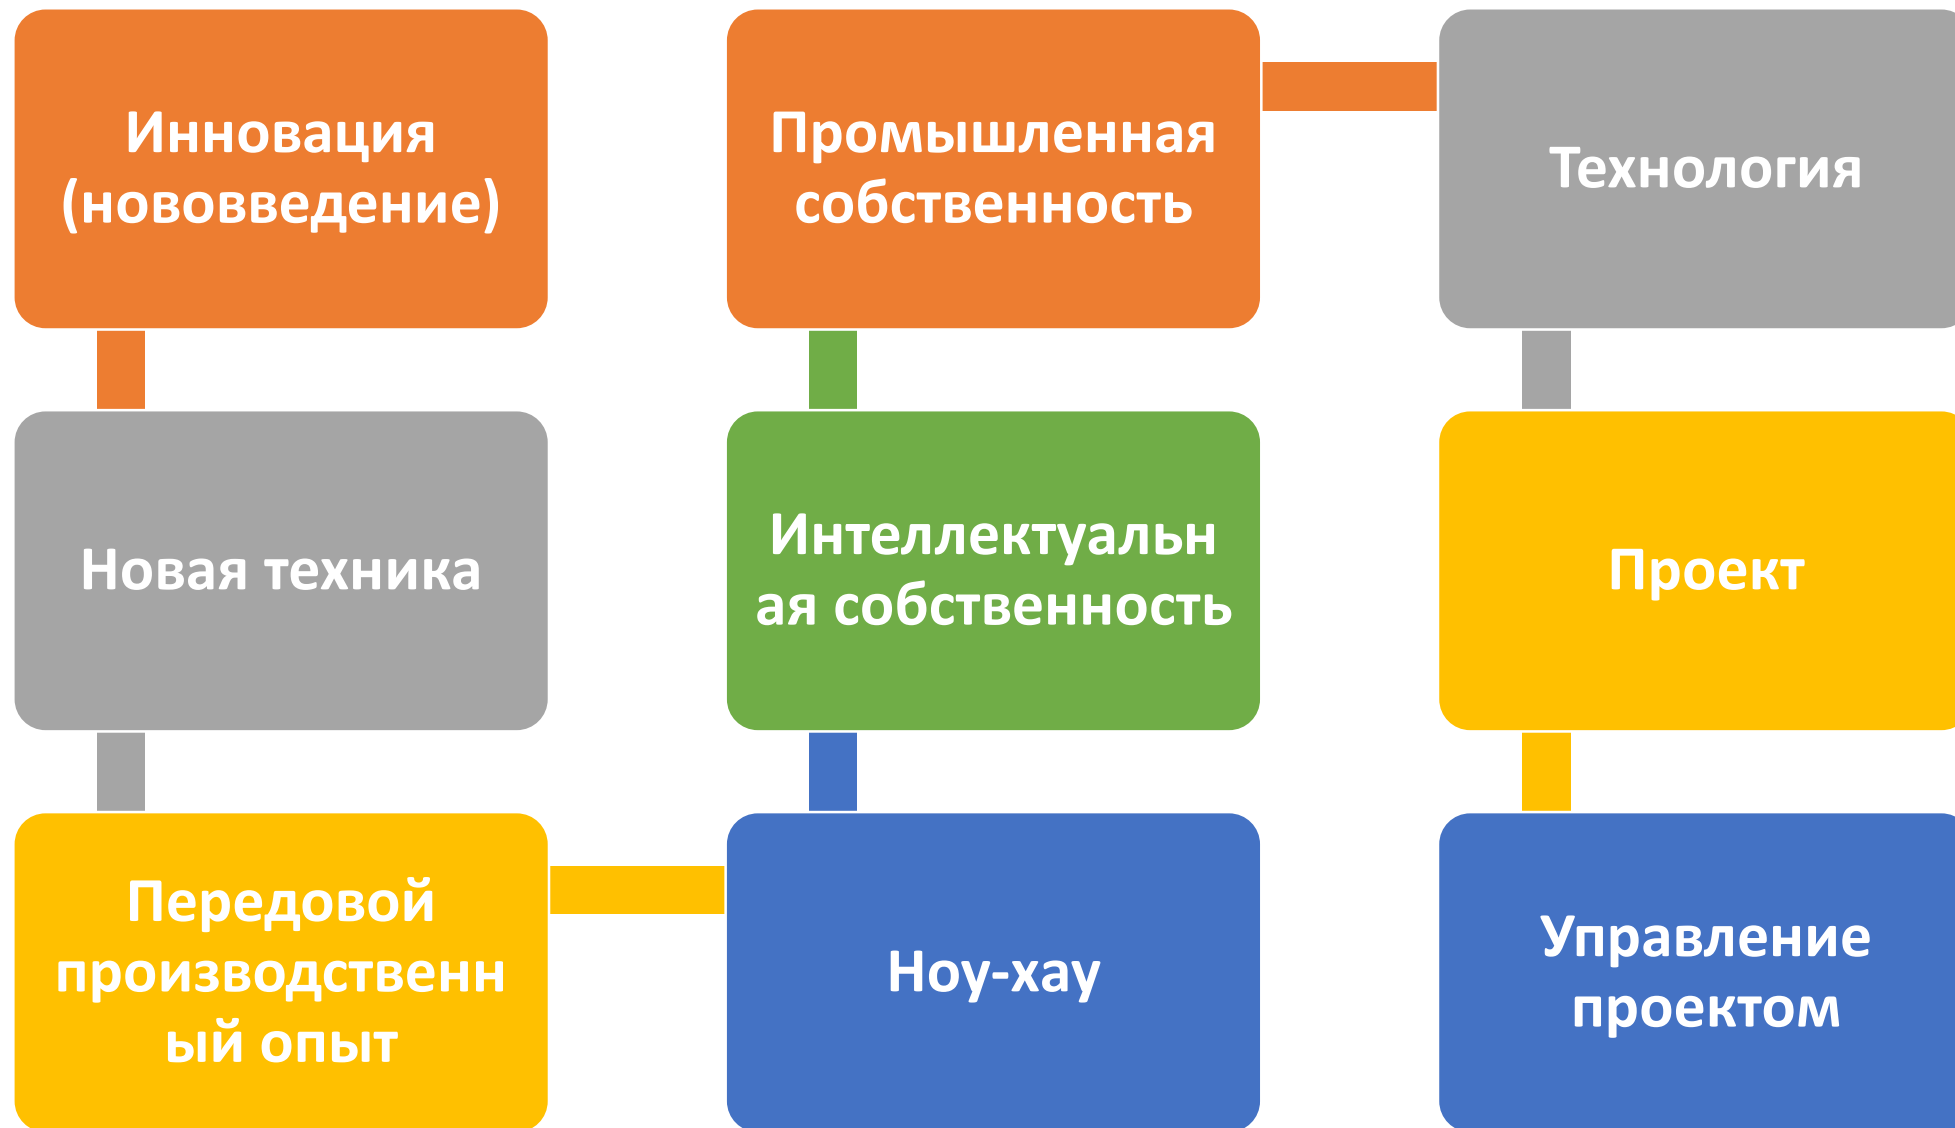 Инновация
(нововведение)
Новая техника
Передовой
производственн
ый опыт
Ноу-хау
Интеллектуальн
ая собственность
Промышленная
собственность
Технология
Проект
Управление
проектом